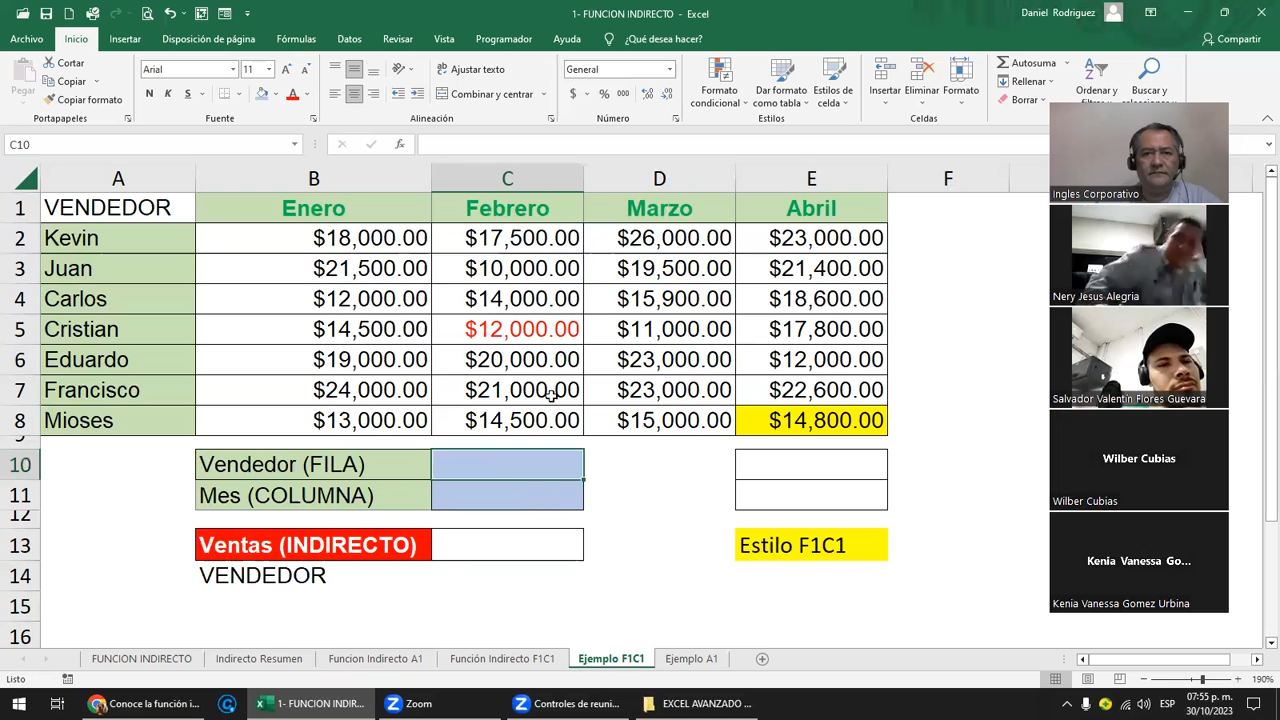 1- FUNCION INDIRECTO - Excel
Daniel Rodriguez
Archivo Inicio Insertar Disposición de página Fórmulas Datos Revisar Vista Programador Ayuda ¿Qué desea hacer? Compartir
Pegar
Cortar
Copiar
Copiar formato
Portapapeles
Arial 11
N K S
Fuente
Ajustar texto
Combinar y centrar
Alineación
General
$ % 000
Número
Formato condicional
Dar formato como tabla
Estilos de celda
Estilos
Insertar Eliminar Formato
Celdas
Autosuma
Rellenar
Borrar
Ordenar y
Buscar y
C10
fx
A B C D E F
1 VENDEDOR Enero Febrero Marzo Abril
2 Kevin $18,000.00 $17,500.00 $26,000.00 $23,000.00
3 Juan $21,500.00 $10,000.00 $19,500.00 $21,400.00
4 Carlos $12,000.00 $14,000.00 $15,900.00 $18,600.00
5 Cristian $14,500.00 $12,000.00 $11,000.00 $17,800.00
6 Eduardo $19,000.00 $20,000.00 $23,000.00 $12,000.00
7 Francisco $24,000.00 $21,000.00 $23,000.00 $22,600.00
8 Mioses $13,000.00 $14,500.00 $15,000.00 $14,800.00
10 Vendedor (FILA)
11 Mes (COLUMNA)
12
13 Ventas (INDIRECTO) Estilo F1C1
14 VENDEDOR
15
16
Ingles Corporativo
Nery Jesus Alegria
Salvador Valentín Flores Guevara
Wilber Cubias
Wilber Cubias
Kenia Vanessa Go...
Kenia Vanessa Gomez Urbina
FUNCION INDIRECTO Indirecto Resumen Funcion Indirecto A1 Función Indirecto F1C1 Ejemplo F1C1 Ejemplo A1
Listo
190%
Conoce la función i...
1- FUNCION INDIR...
Zoom
Controles de reuni...
EXCEL AVANZADO ...
ESP
07:55 p. m.
30/10/2023